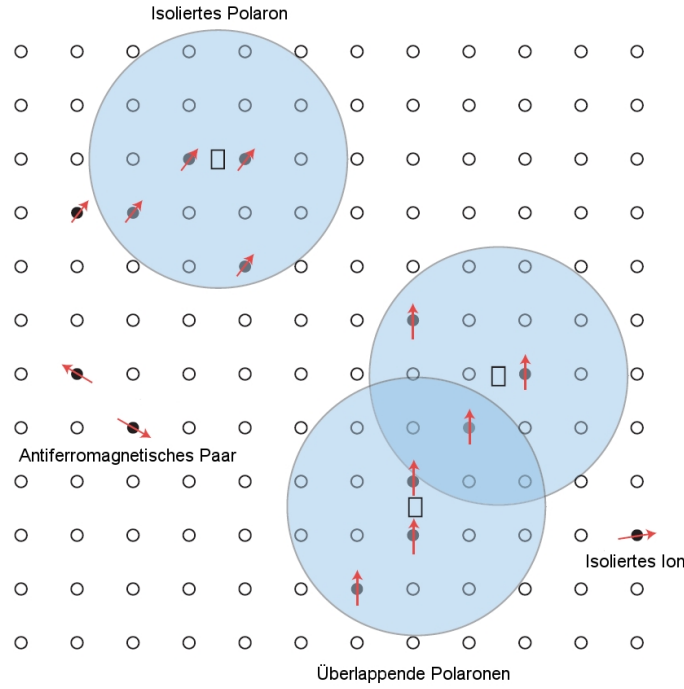 Isoliertes Polaron
Antiferromagnetisches Paar
Isoliertes Ion
Überlappende Polaronen